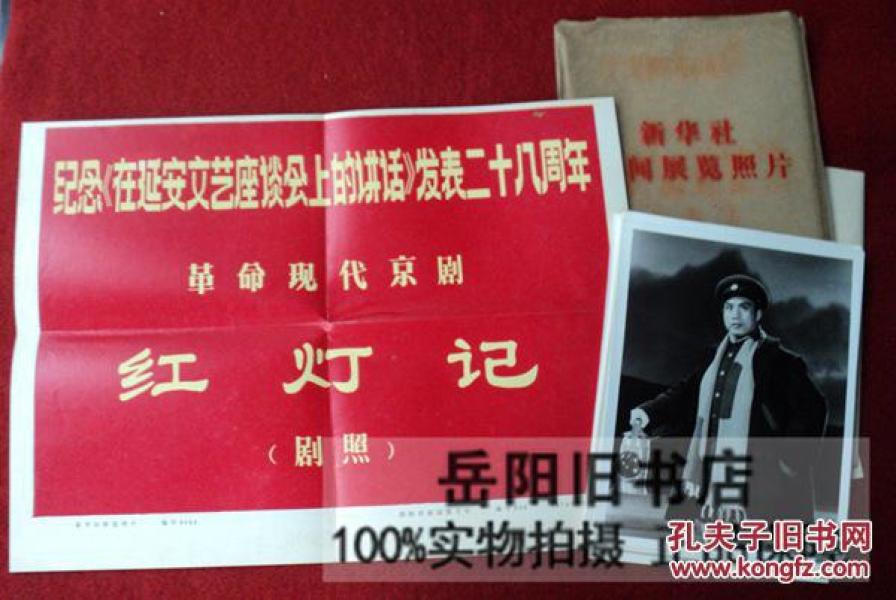 纪念《在延安文艺座谈会上的讲话》发表二十八周年
革命现代京剧
红灯记
（剧照）
新华社
闻展览照片
岳阳旧书店
100%实物拍摄
孔夫子旧书网
www.kongfz.com